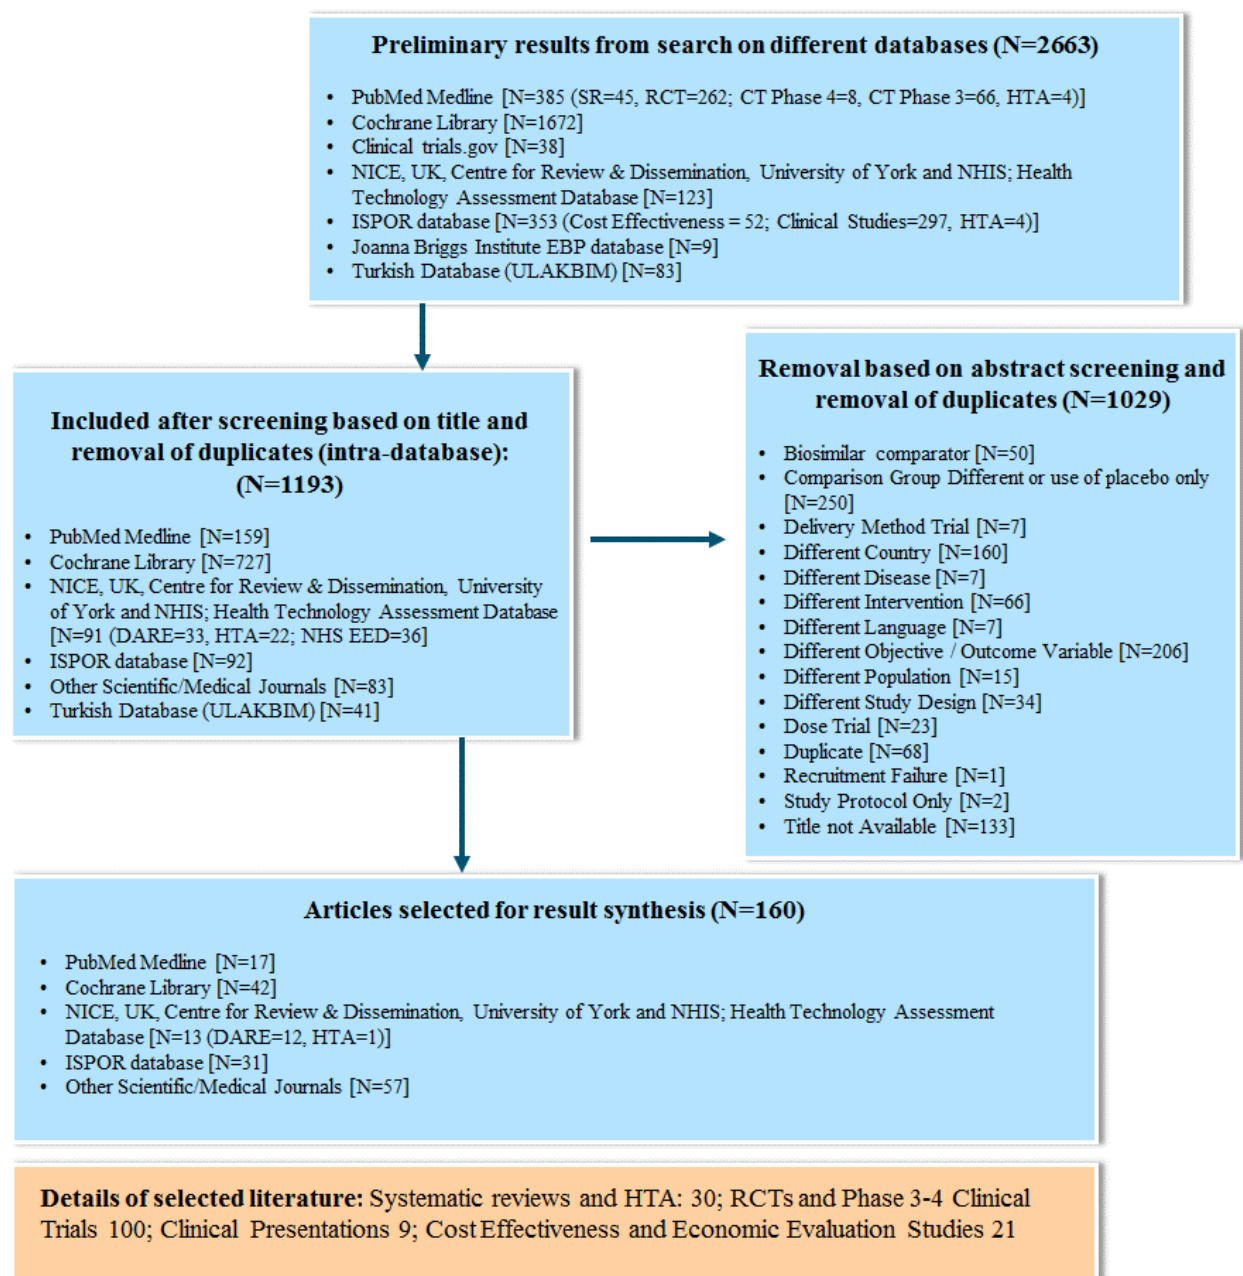 Preliminary results from search on different databases (N=2663)
• PubMed Medline [N=385 (SR=45, RCT=262; CT Phase 4=8, CT Phase 3=66, HTA=4)]
• Cochrane Library [N=1672]
• Clinical trials.gov [N=38]
• NICE, UK, Centre for Review & Dissemination, University of York and NHIS; Health
Technology Assessment Database [N=123]
• ISPOR database [N=353 (Cost Effectiveness = 52; Clinical Studies=297, HTA=4)]
• Joanna Briggs Institute EBP database [N=9]
• Turkish Database (ULAKBIM) [N=83]
Included after screening based on title and
removal of duplicates (intra-database):
(N=1193)
• PubMed Medline [N=159]
• Cochrane Library [N=727]
• NICE, UK, Centre for Review & Dissemination, University
of York and NHIS; Health Technology Assessment Database
[N=91 (DARE=33, HTA=22; NHS EED=36]
• ISPOR database [N=92]
• Other Scientific/Medical Journals [N=83]
• Turkish Database (ULAKBIM) [N=41]
Removal based on abstract screening and
removal of duplicates (N=1029)
• Biosimilar comparator [N=50]
• Comparison Group Different or use of placebo only
[N=250]
• Delivery Method Trial [N=7]
• Different Country [N=160]
• Different Disease [N=7]
• Different Intervention [N=66]
• Different Language [N=7]
• Different Objective / Outcome Variable [N=206]
• Different Population [N=15]
• Different Study Design [N=34]
• Dose Trial [N=23]
• Duplicate [N=68]
• Recruitment Failure [N=1]
• Study Protocol Only [N=2]
• Title not Available [N=133]
Articles selected for result synthesis (N=160)
• PubMed Medline [N=17]
• Cochrane Library [N=42]
• NICE, UK, Centre for Review & Dissemination, University of York and NHIS; Health Technology Assessment
Database [N=13 (DARE=12, HTA=1)]
• ISPOR database [N=31]
• Other Scientific/Medical Journals [N=57]
Details of selected literature: Systematic reviews and HTA: 30; RCTs and Phase 3-4 Clinical
Trials 100; Clinical Presentations 9; Cost Effectiveness and Economic Evaluation Studies 21